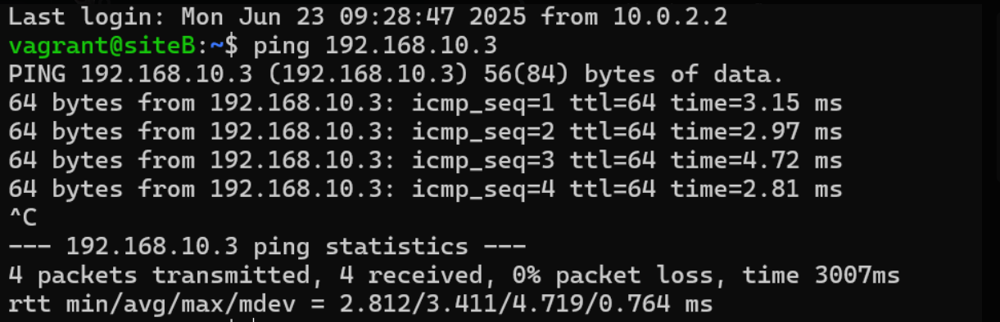 Last login: Mon Jun 23 09:28:47 2025 from 10.0.2.2
vagrant@siteB:~$ ping 192.168.10.3
PING 192.168.10.3 (192.168.10.3) 56(84) bytes of data.
64 bytes from 192.168.10.3: icmp_seq=1 ttl=64 time=3.15 ms
64 bytes from 192.168.10.3: icmp_seq=2 ttl=64 time=2.97 ms
64 bytes from 192.168.10.3: icmp_seq=3 ttl=64 time=4.72 ms
64 bytes from 192.168.10.3: icmp_seq=4 ttl=64 time=2.81 ms
^C
--- 192.168.10.3 ping statistics ---
4 packets transmitted, 4 received, 0% packet loss, time 3007ms
rtt min/avg/max/mdev = 2.812/3.411/4.719/0.764 ms